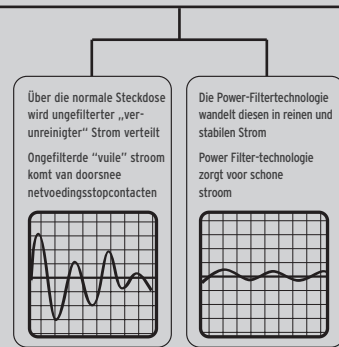 Über die normale Steckdose
wird ungefilterter „ver-
unreinigter“ Strom verteilt
Ongefilterde “vuile” stroom
komt van doorsnee
netvoedingsstopcontacten
Die Power-Filtertechnologie
wandelt diesen in reinen und
stabilen Strom
Power Filter-technologie
zorgt voor schone
stroom